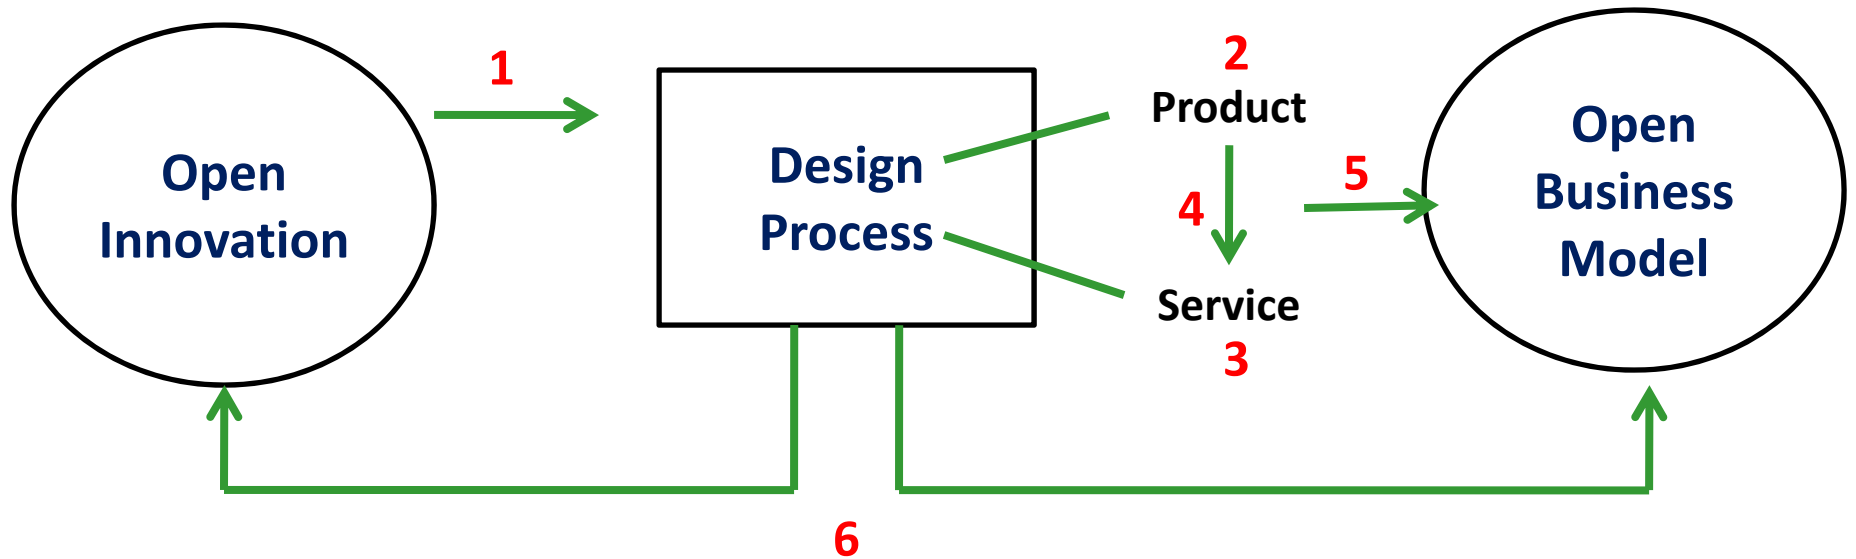 Open
Innovation
1
Design
Process
2
Product
4
Service
3
5
Open
Business
Model
6